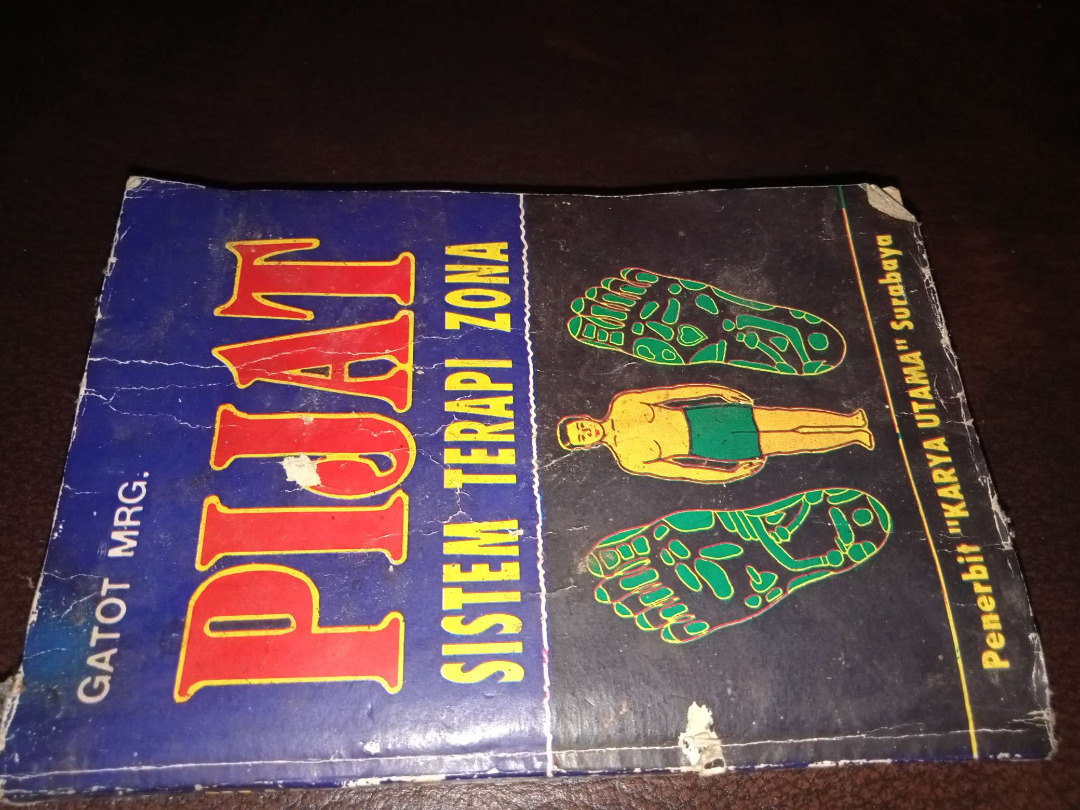 GATOT MRG.
PIJAT
SISTEM TERAPI ZONA
Penerbit "KARYA UTAMA" Surabaya